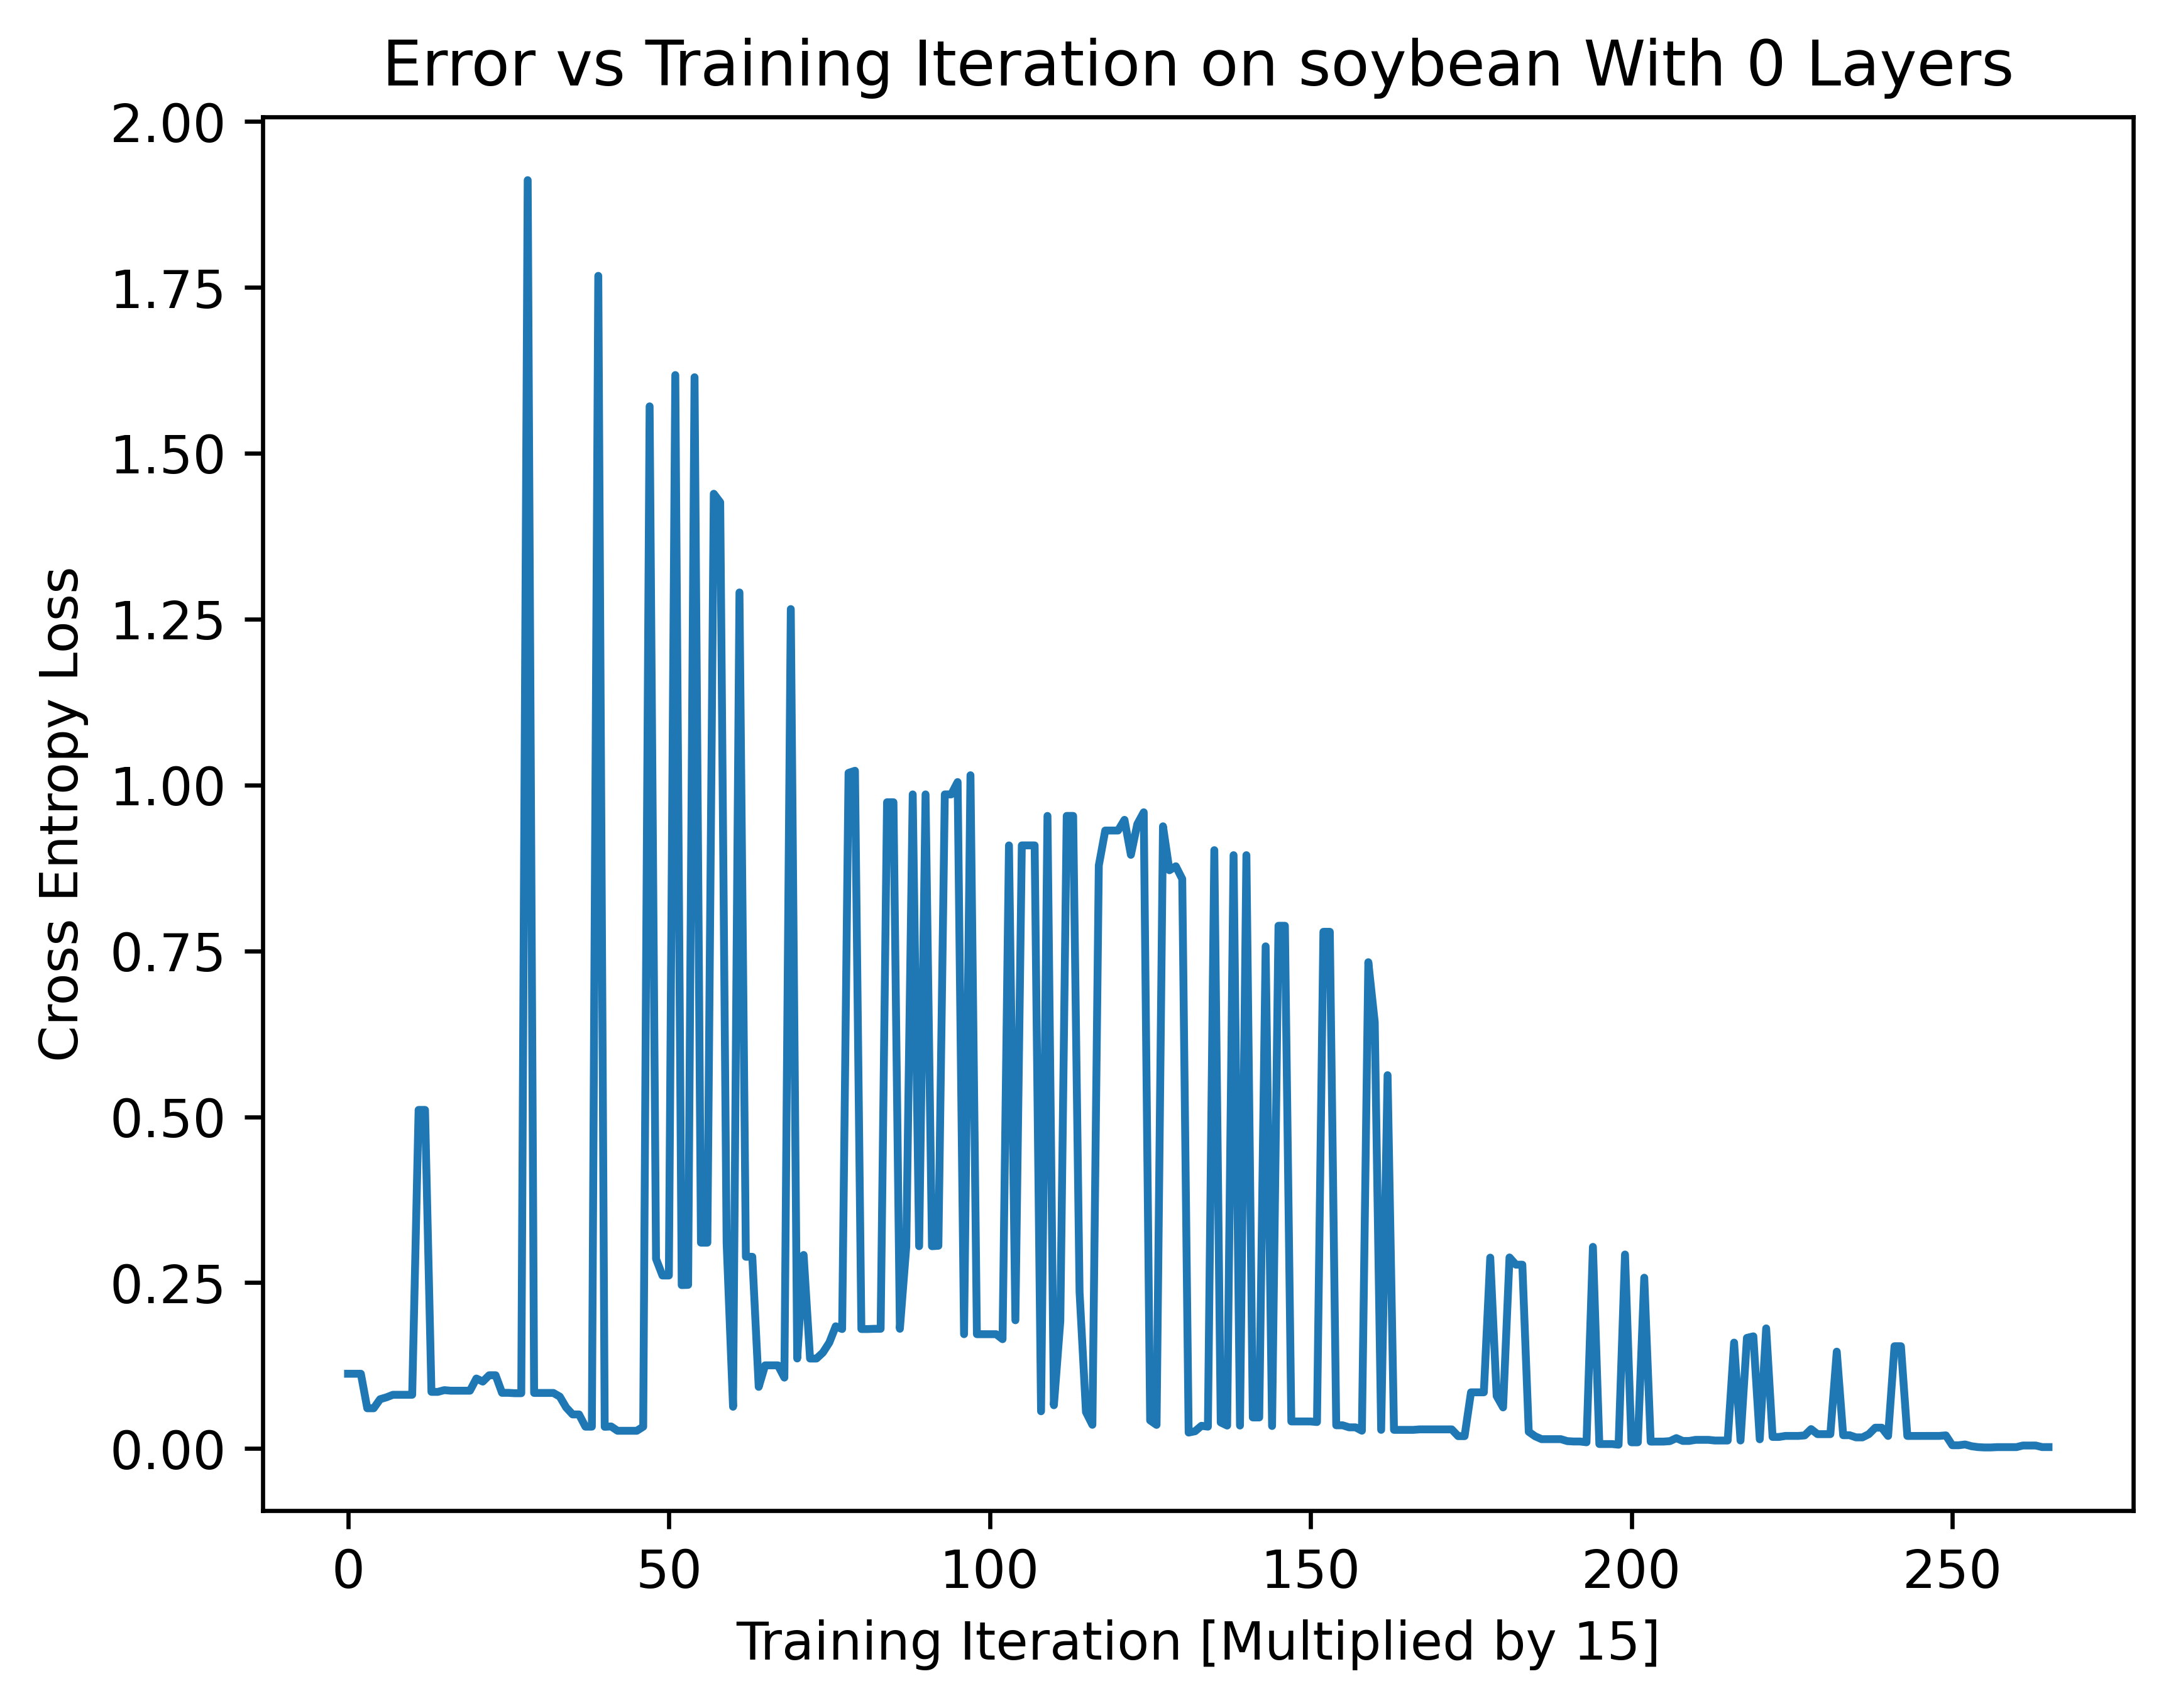 Error vs Training Iteration on soybean With 0 Layers
2.00
1.75
1.50
1.25
1.00
0.75
0.50
0.25
0.00
Cross Entropy Loss
0 50 100 150 200 250
Training Iteration [Multiplied by 15]